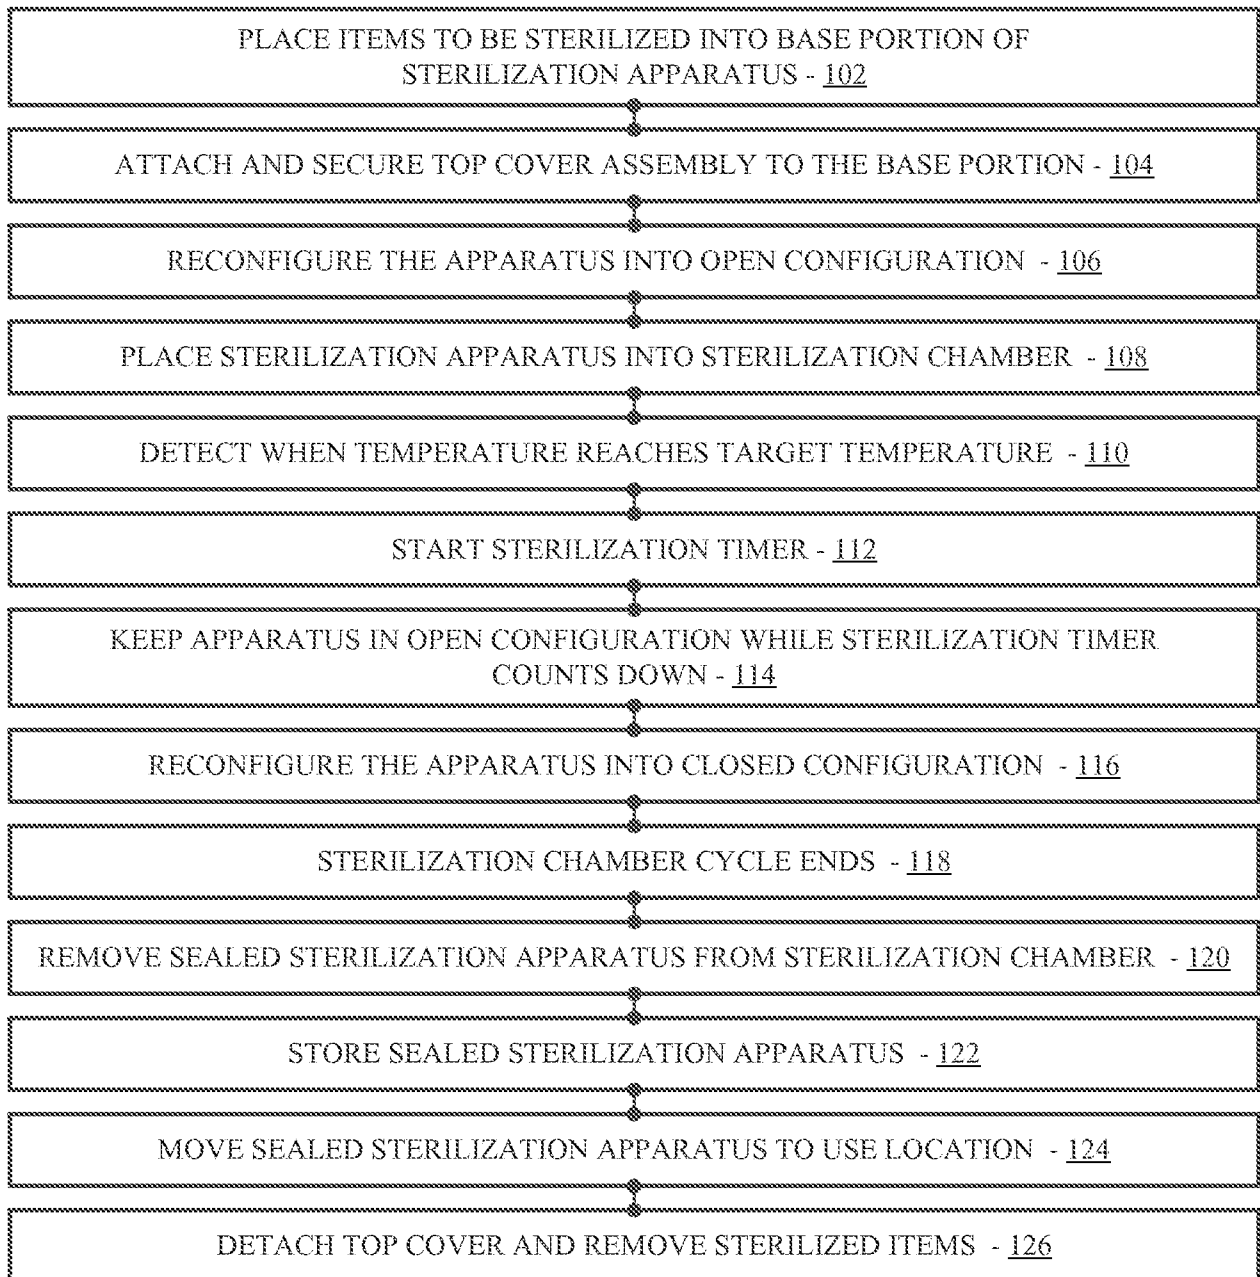 PLACE ITEMS TO BE STERILIZED INTO BASE PORTION OF
STERILIZATION APPARATUS - 102
ATTACH AND SECURE TOP COVER ASSEMBLY TO THE BASE PORTION - 104
RECONFIGURE THE APPARATUS INTO OPEN CONFIGURATION - 106
PLACE STERILIZATION APPARATUS INTO STERILIZATION CHAMBER - 108
DETECT WHEN TEMPERATURE REACHES TARGET TEMPERATURE - 110
START STERILIZATION TIMER - 112
KEEP APPARATUS IN OPEN CONFIGURATION WHILE STERILIZATION TIMER
COUNTS DOWN - 114
RECONFIGURE THE APPARATUS INTO CLOSED CONFIGURATION - 116
STERILIZATION CHAMBER CYCLE ENDS - 118
REMOVE SEALED STERILIZATION APPARATUS FROM STERILIZATION CHAMBER - 120
STORE SEALED STERILIZATION APPARATUS - 122
MOVE SEALED STERILIZATION APPARATUS TO USE LOCATION - 124
DETACH TOP COVER AND REMOVE STERILIZED ITEMS - 126